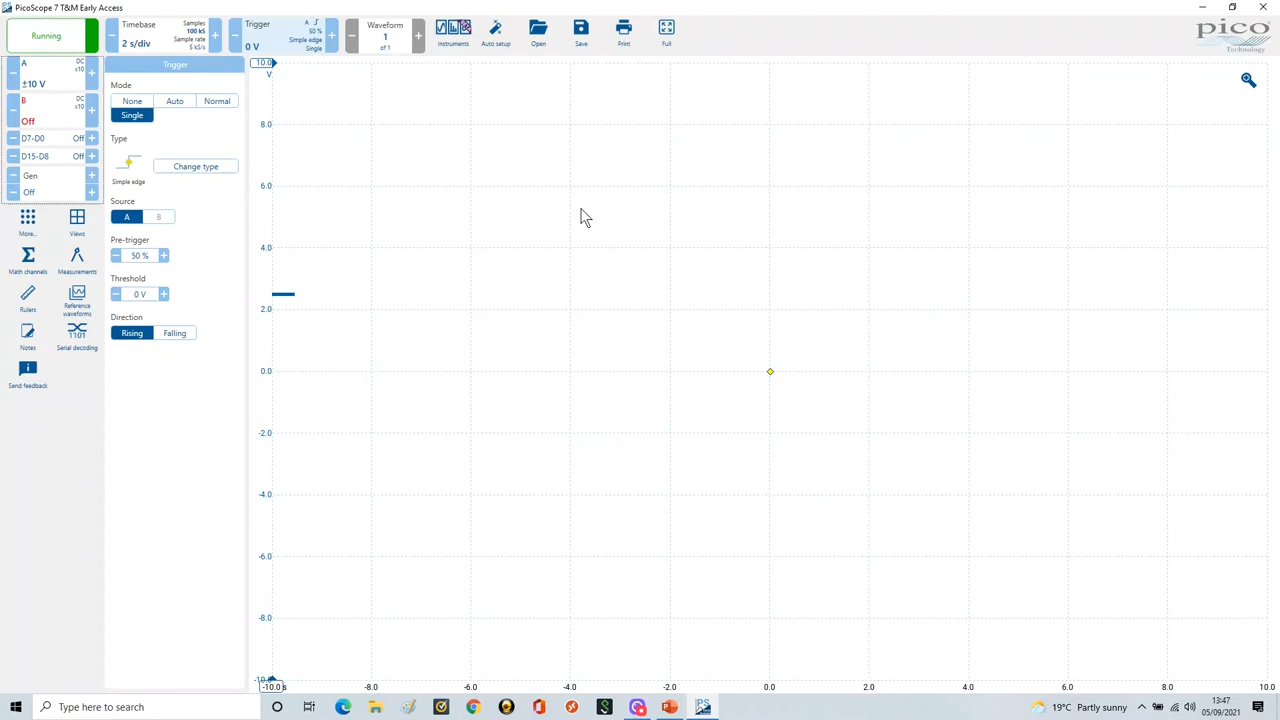 PicoScope 7 T&M Early Access
Running
Timebase
2 s/div
Samples
100 kS
Sample rate
5 kS/s
Trigger
0 V
A
50 %
Simple edge
Single
Waveform
1
of 1
Instruments
Auto setup
Open
Save
Print
Full
pico
Technology
A
DC
x10
±10 V
B
DC
x10
Off
D7-D0 Off
D15-D8 Off
Gen
Off
More...
Views
Math channels
Measurements
Rulers
Reference
waveforms
Notes
Serial decoding
Send feedback
Trigger
Mode
None
Auto
Normal
Single
Type
Simple edge
Change type
Source
A
B
Pre-trigger
50 %
Threshold
0 V
Direction
Rising
Falling
10.0
V
8.0
6.0
4.0
2.0
0.0
-2.0
-4.0
-6.0
-8.0
-10.0 s
-8.0
-6.0
-4.0
-2.0
0.0
2.0
4.0
6.0
8.0
10.0
Type here to search
19°C Partly sunny
13:47
05/09/2021